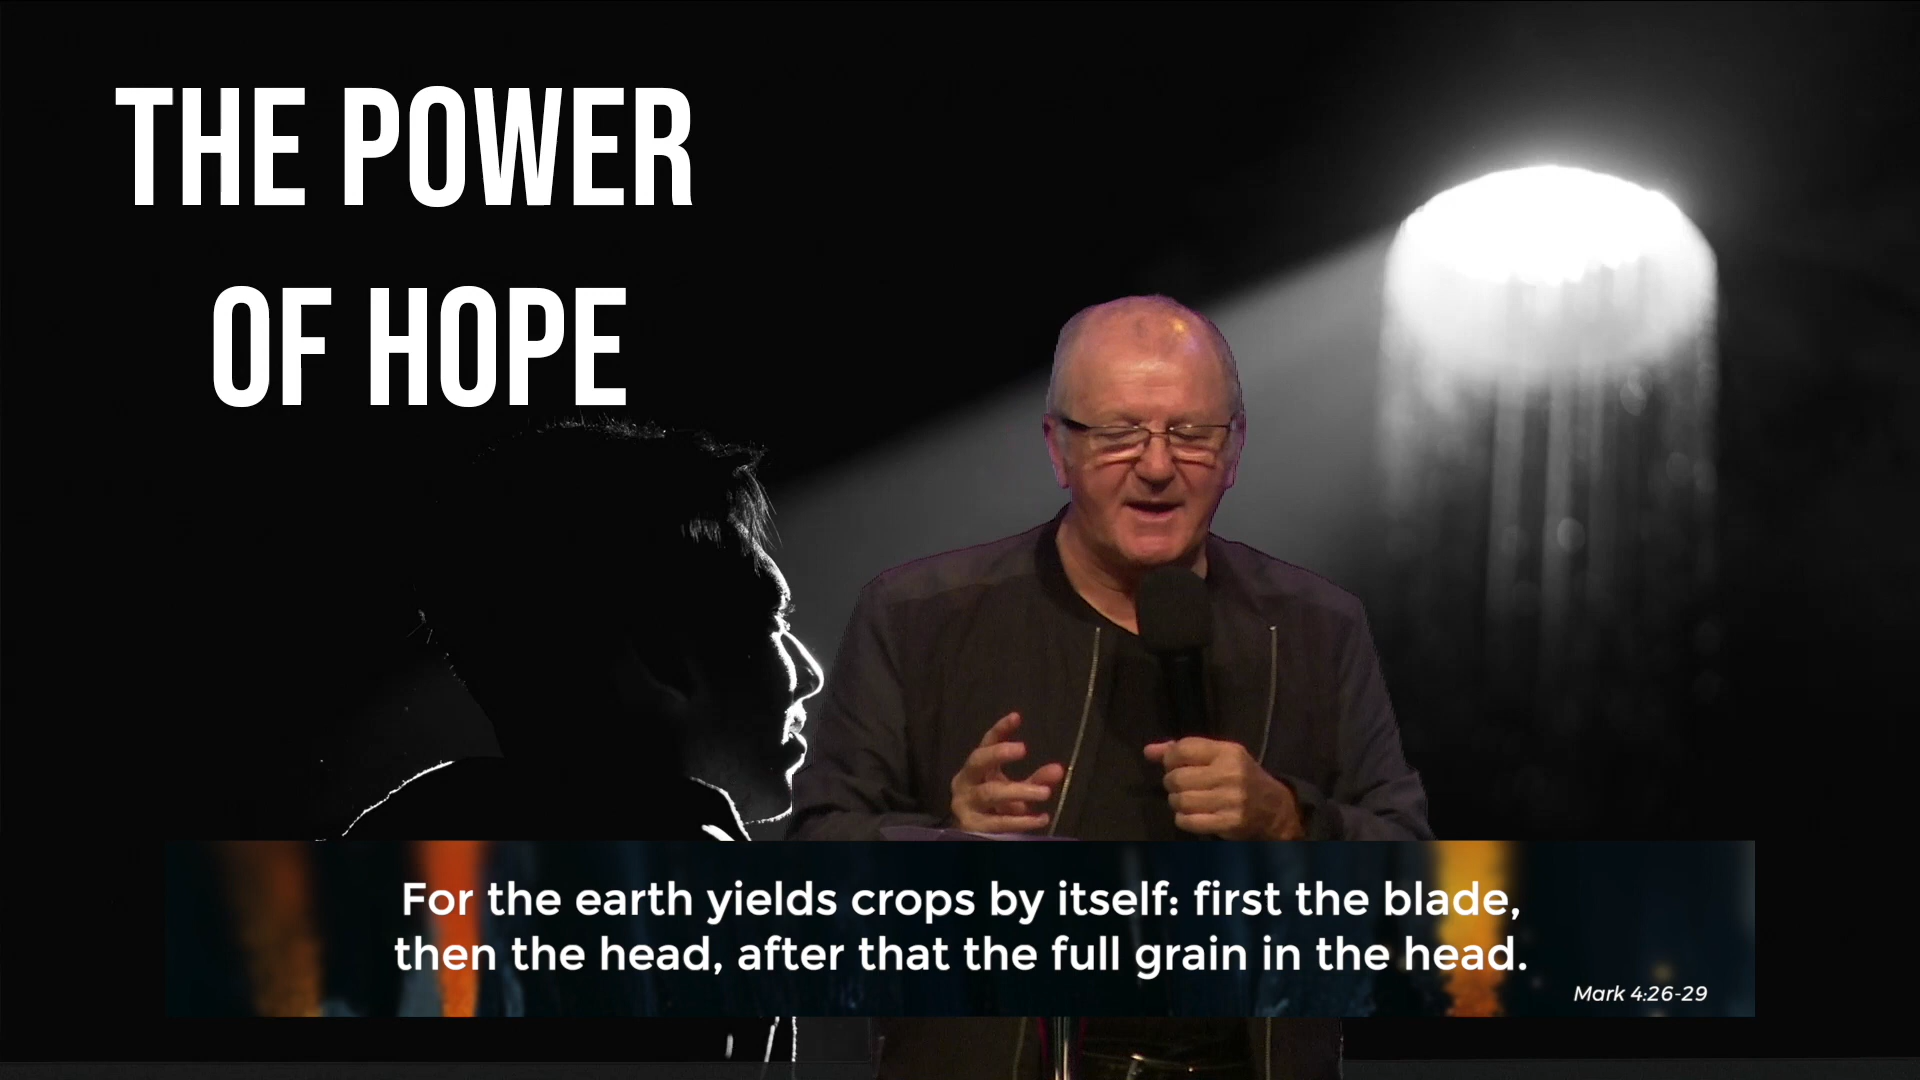 THE POWER
OF HOPE
For the earth yields crops by itself: first the blade,
then the head, after that the full grain in the head.
Mark 4:26-29